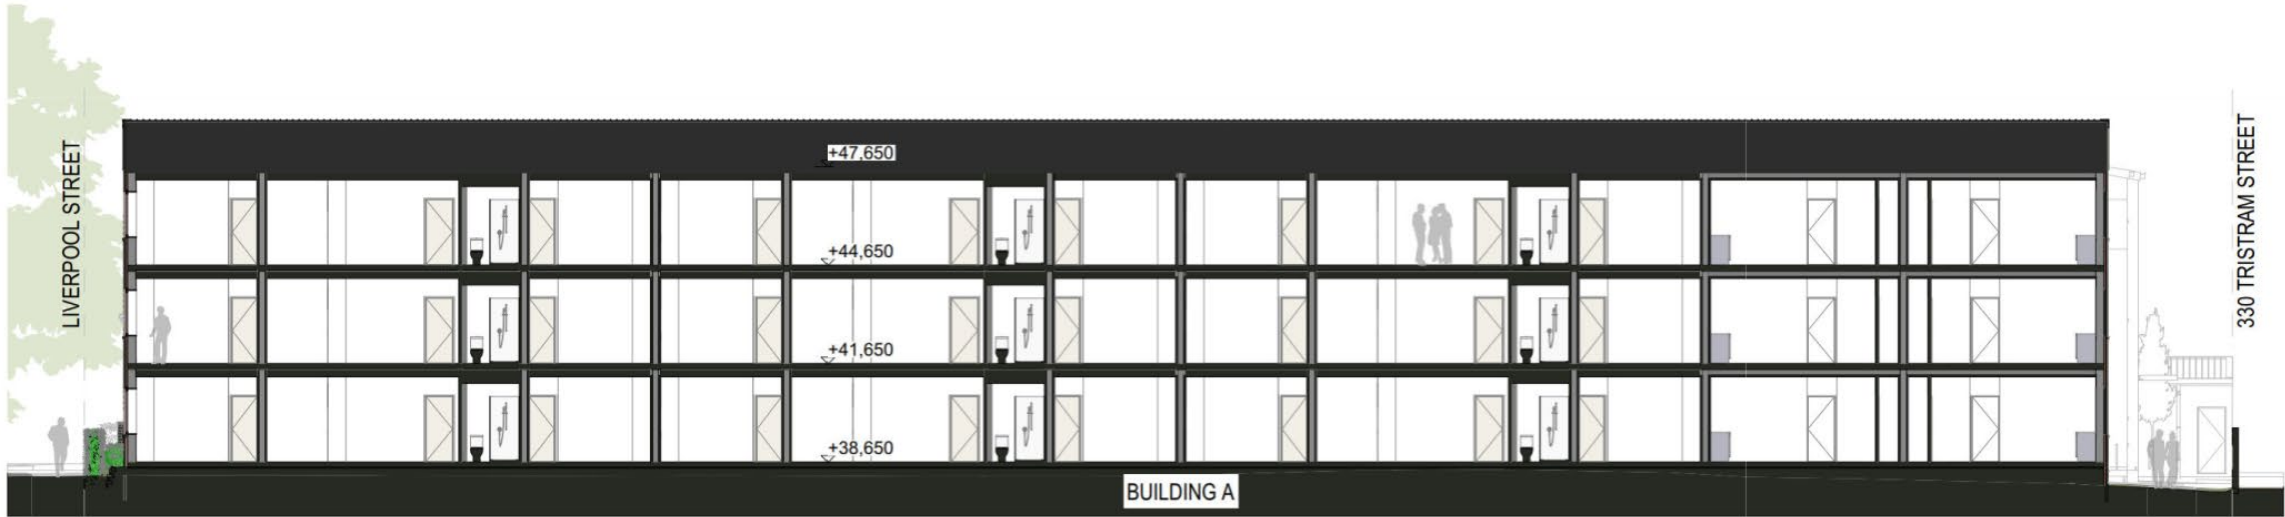 LIVERPOOL STREET
+47,650
+44,650
+41,650
+38,650
BUILDING A
330 TRISTRAM STREET